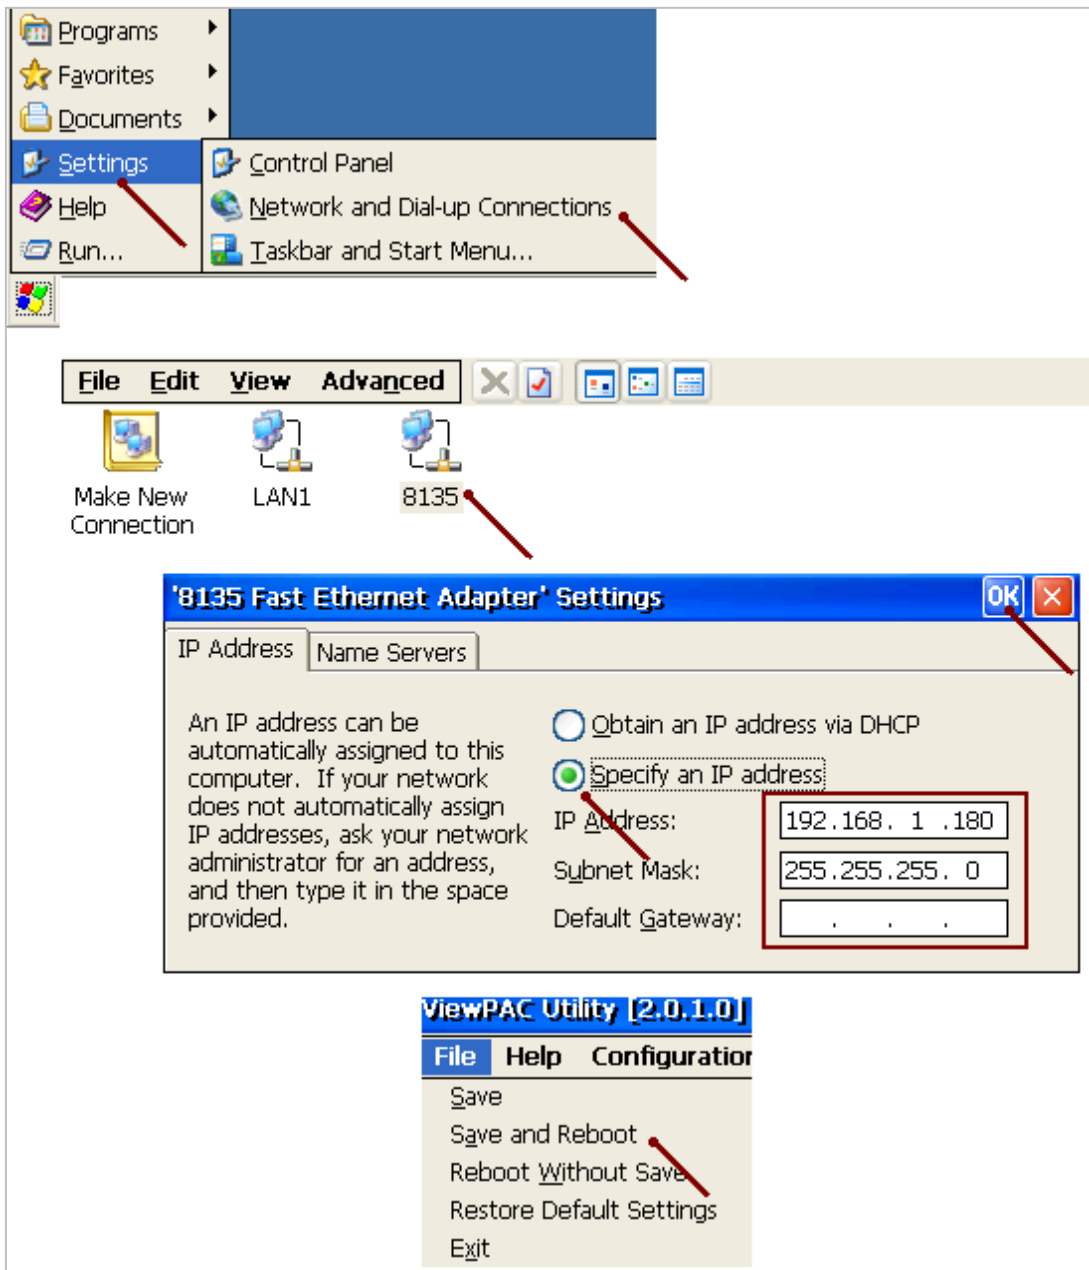 Programs
Favorites
Documents
Settings
Control Panel
Help
Network and Dial-up Connections
Run...
Taskbar and Start Menu...
File Edit View Advanced
Make New
Connection
LAN1
8135
'8135 Fast Ethernet Adapter' Settings OK
IP Address Name Servers
An IP address can be
automatically assigned to this
computer. If your network
does not automatically assign
IP addresses, ask your network
administrator for an address,
and then type it in the space
provided.
Obtain an IP address via DHCP
Specify an IP address
IP Address: 192.168. 1 .180
Subnet Mask: 255.255.255. 0
Default Gateway: . . .
ViewPAC Utility [2.0.1.0]
File Help Configuration
Save
Save and Reboot
Reboot Without Save
Restore Default Settings
Exit